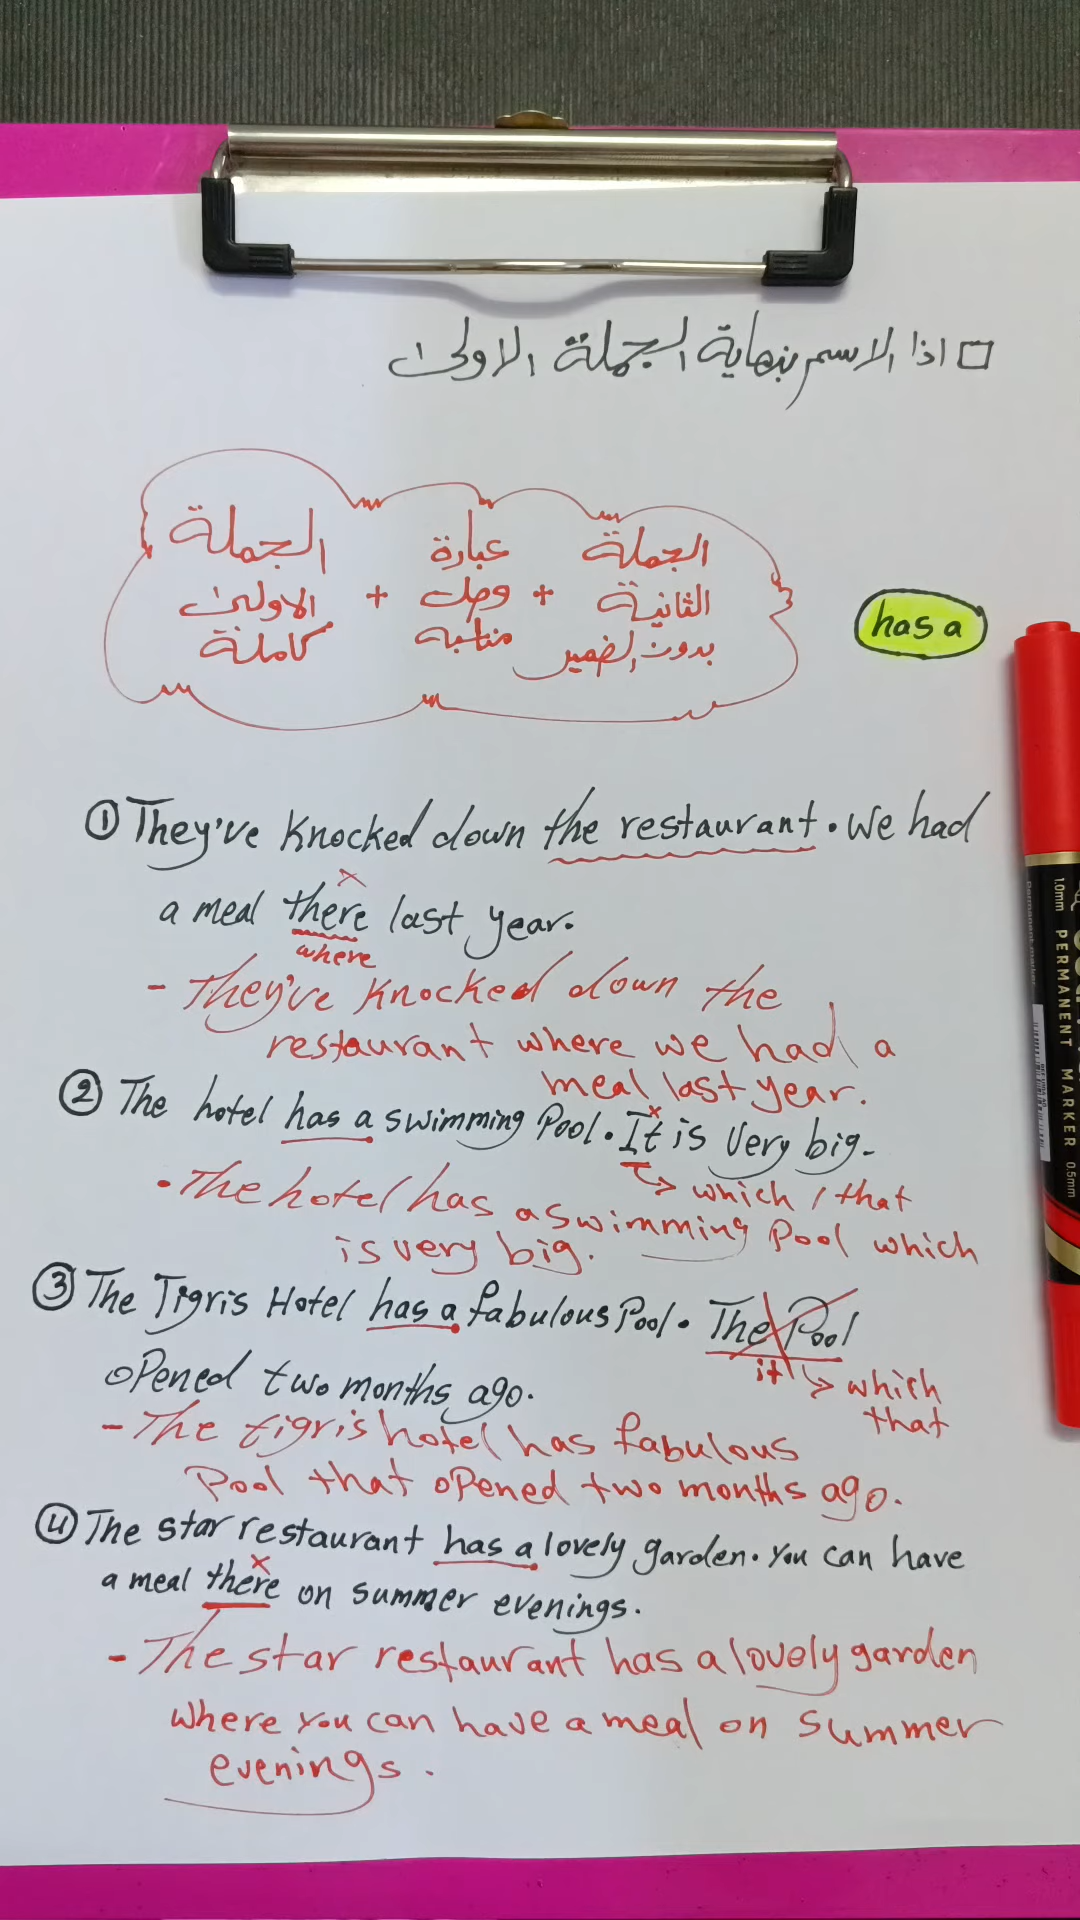 □ اذا الاسم بنهاية الجملة الاولى
الجملة الاولى كاملة + عبارة وصل مناسبه + الجملة الثانية بدون الضمير
has a
① They've Knocked down the restaurant. We had
x
a meal there last year.
where
- They've Knocked down the
restaurant where we had a
meal last year.
② The hotel has a swimming Pool. It is Very big.
x
which / that
• The hotel has a swimming Pool which
is very big.
③ The Tigris Hotel has a fabulous Pool. The Pool
it which
that
Opened two months ago.
- The tigris hotel has fabulous
Pool that opened two months ago.
④ The star restaurant has a lovely garden. You can have
x
a meal there on summer evenings.
- The star restaurant has a lovely garden
where you can have a meal on summer
evenings.
1.0mm PERMANENT MARKER 0.5mm